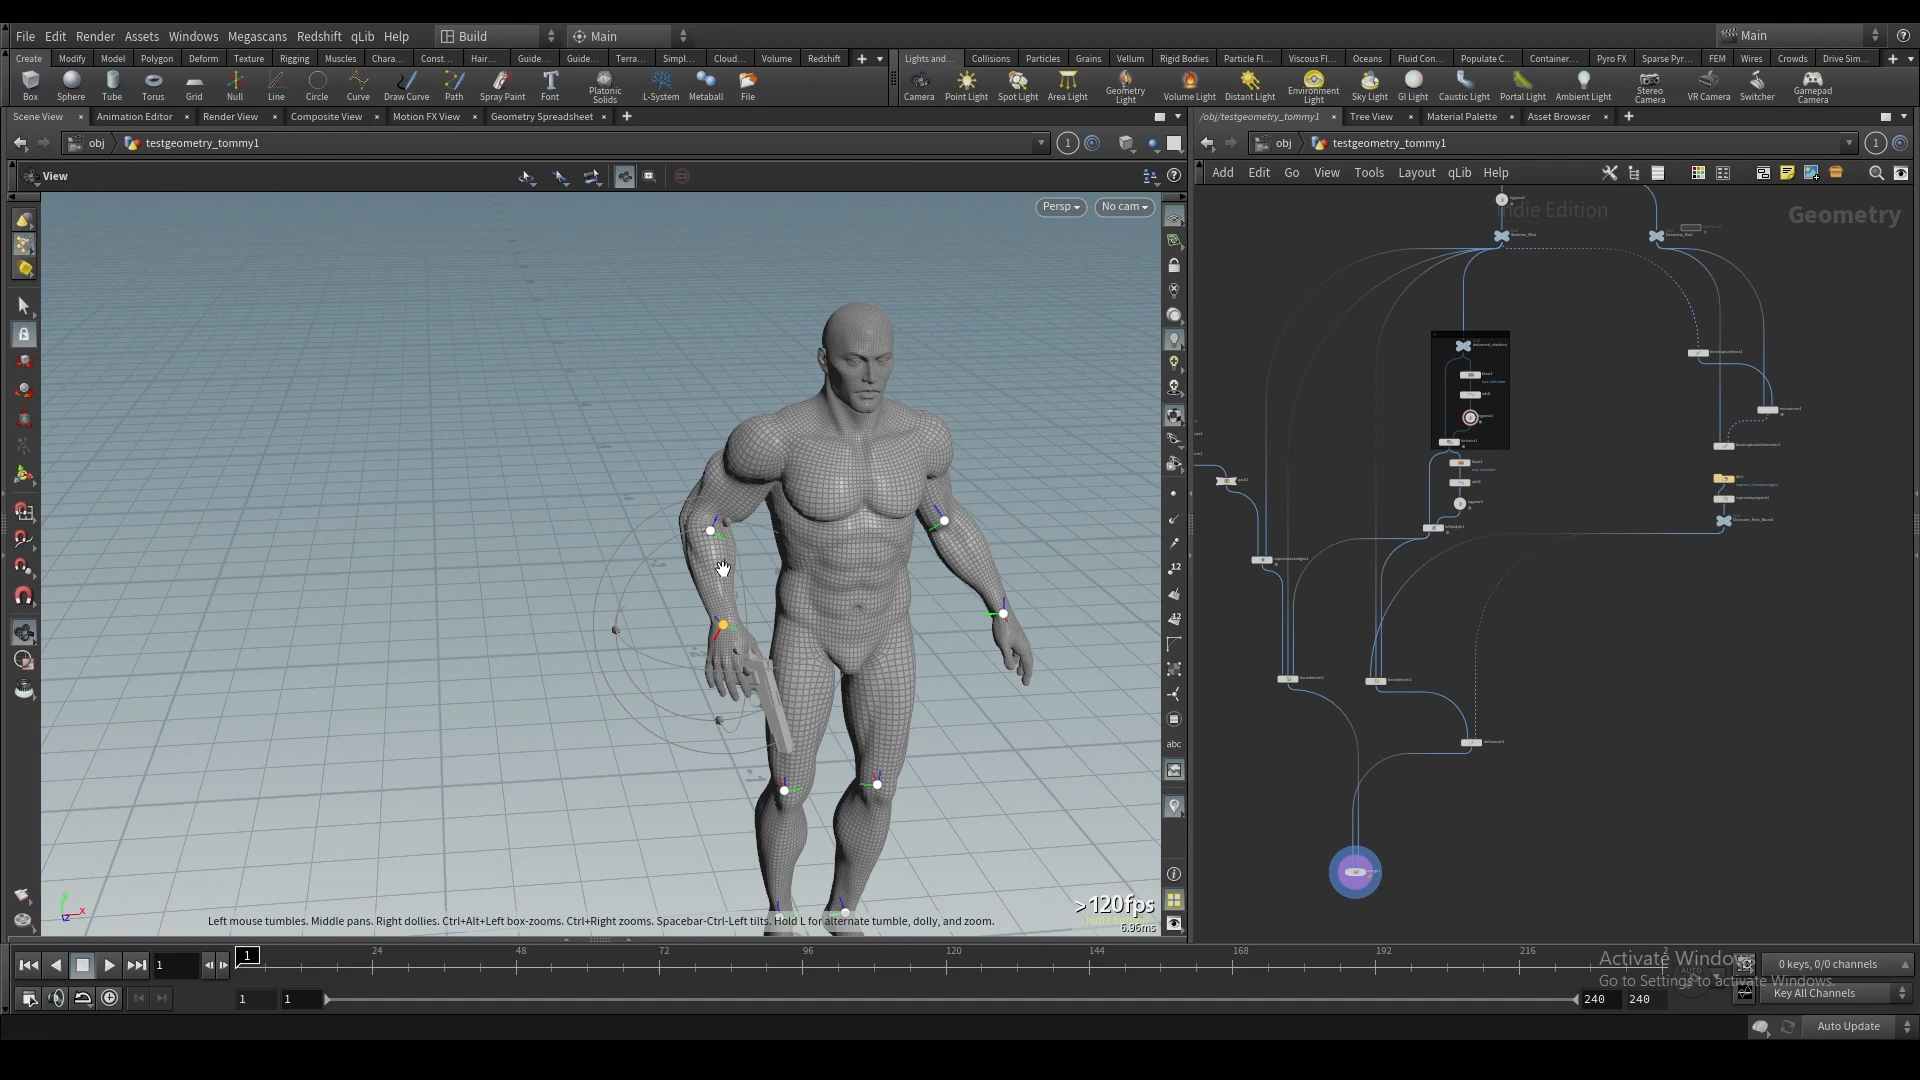 File Edit Render Assets Windows Megascans Redshift qLib Help Build Main Main
Create Modify Model Polygon Deform Texture Rigging Muscles Chara... Const... Hair... Guide... Guide... Terra... Simpl... Cloud... Volume Redshift
Lights and... Collisions Particles Grains Vellum Rigid Bodies Particle Fl... Viscous Fl... Oceans Fluid Con... Populate C... Container... Pyro FX Sparse Pyr... FEM Wires Crowds Drive Sim...
Box Sphere Tube Torus Grid Null Line Circle Curve Draw Curve Path Spray Paint Font Platonic Solids L-System Metaball File
Camera Point Light Spot Light Area Light Geometry Light Volume Light Distant Light Environment Light Sky Light GI Light Caustic Light Portal Light Ambient Light Stereo Camera VR Camera Switcher Gamepad Camera
Scene View Animation Editor Render View Composite View Motion FX View Geometry Spreadsheet
/obj/testgeometry_tommy1 Tree View Material Palette Asset Browser
obj testgeometry_tommy1 1
obj testgeometry_tommy1 1
View
Add Edit Go View Tools Layout qLib Help
Persp No cam
Indie Edition
Geometry
12
12
abc
>120fps
Indie Edition
6.96ms
Left mouse tumbles. Middle pans. Right dollies. Ctrl+Alt+Left box-zooms. Ctrl+Right zooms. Spacebar-Ctrl-Left tilts. Hold L for alternate tumble, dolly, and zoom.
1 1 24 48 72 96 120 144 168 192 216 2
Activate Windows
Go to Settings to activate Windows.
AUTO
0 keys, 0/0 channels
1 1 240 240
Key All Channels
Auto Update